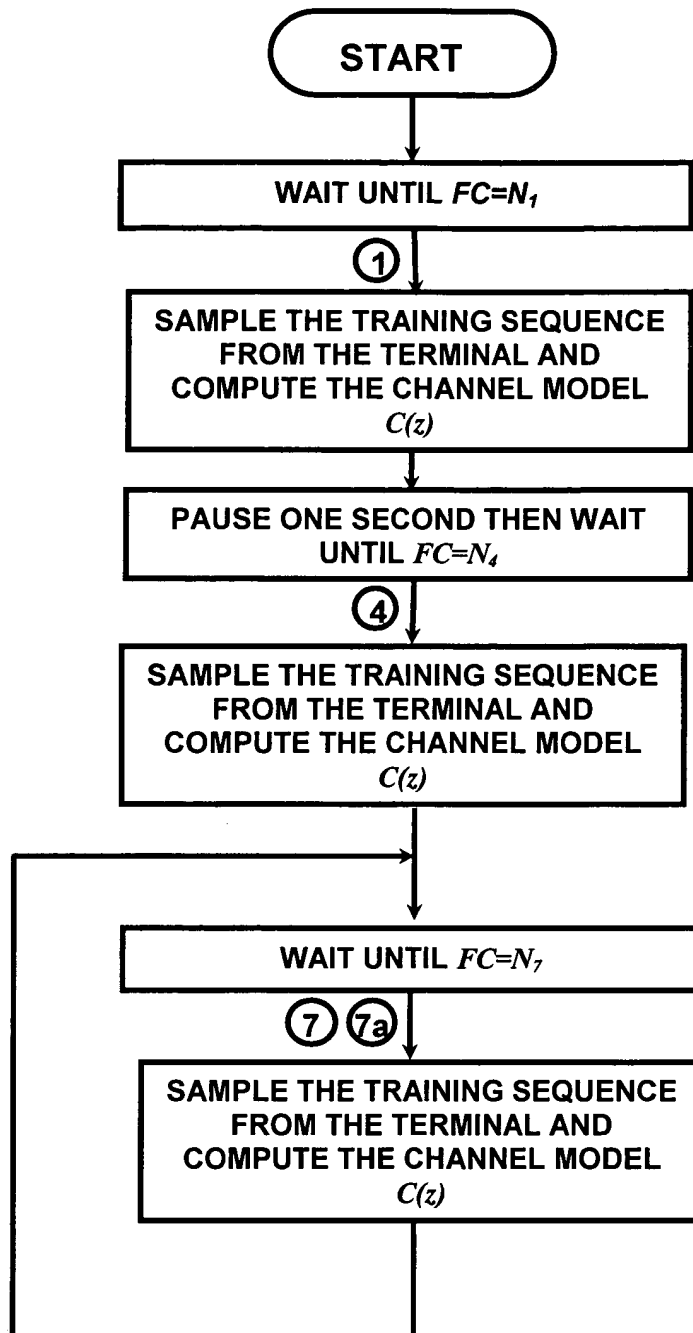 START
WAIT UNTIL FC=N₁
1
SAMPLE THE TRAINING SEQUENCE
FROM THE TERMINAL AND
COMPUTE THE CHANNEL MODEL
C(z)
PAUSE ONE SECOND THEN WAIT
UNTIL FC=N₄
4
SAMPLE THE TRAINING SEQUENCE
FROM THE TERMINAL AND
COMPUTE THE CHANNEL MODEL
C(z)
WAIT UNTIL FC=N₇
7 7a
SAMPLE THE TRAINING SEQUENCE
FROM THE TERMINAL AND
COMPUTE THE CHANNEL MODEL
C(z)